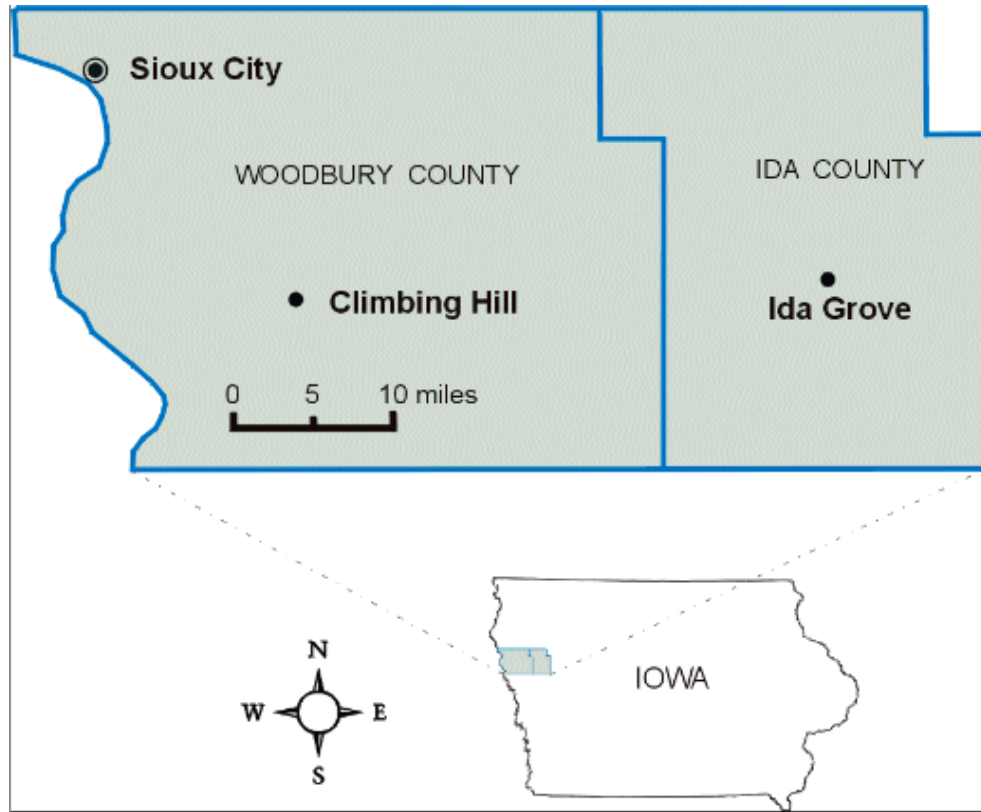 Sioux City
WOODBURY COUNTY
IDA COUNTY
Climbing Hill
Ida Grove
0 5 10 miles
N
W E
S
IOWA